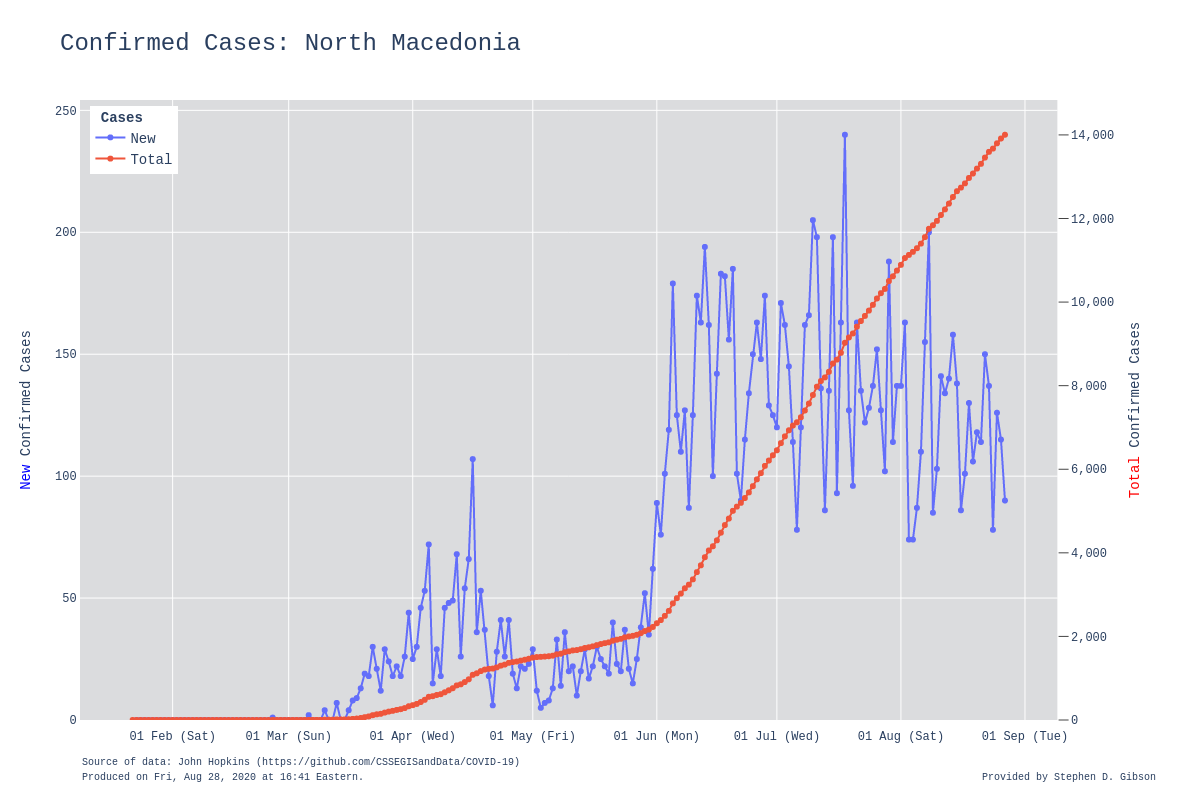 Confirmed Cases: North Macedonia
Cases
New
Total
250
200
150
100
50
0
New Confirmed Cases
14,000
12,000
10,000
8,000
6,000
4,000
2,000
0
Total Confirmed Cases
01 Feb (Sat)
01 Mar (Sun)
01 Apr (Wed)
01 May (Fri)
01 Jun (Mon)
01 Jul (Wed)
01 Aug (Sat)
01 Sep (Tue)
Source of data: John Hopkins (https://github.com/CSSEGISandData/COVID-19)
Produced on Fri, Aug 28, 2020 at 16:41 Eastern.
Provided by Stephen D. Gibson